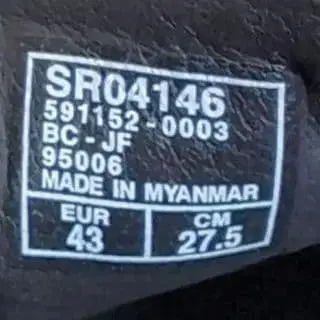 SR04146
591152-0003
BC-JF
95006
MADE IN MYANMAR
EUR CM
43 27.5